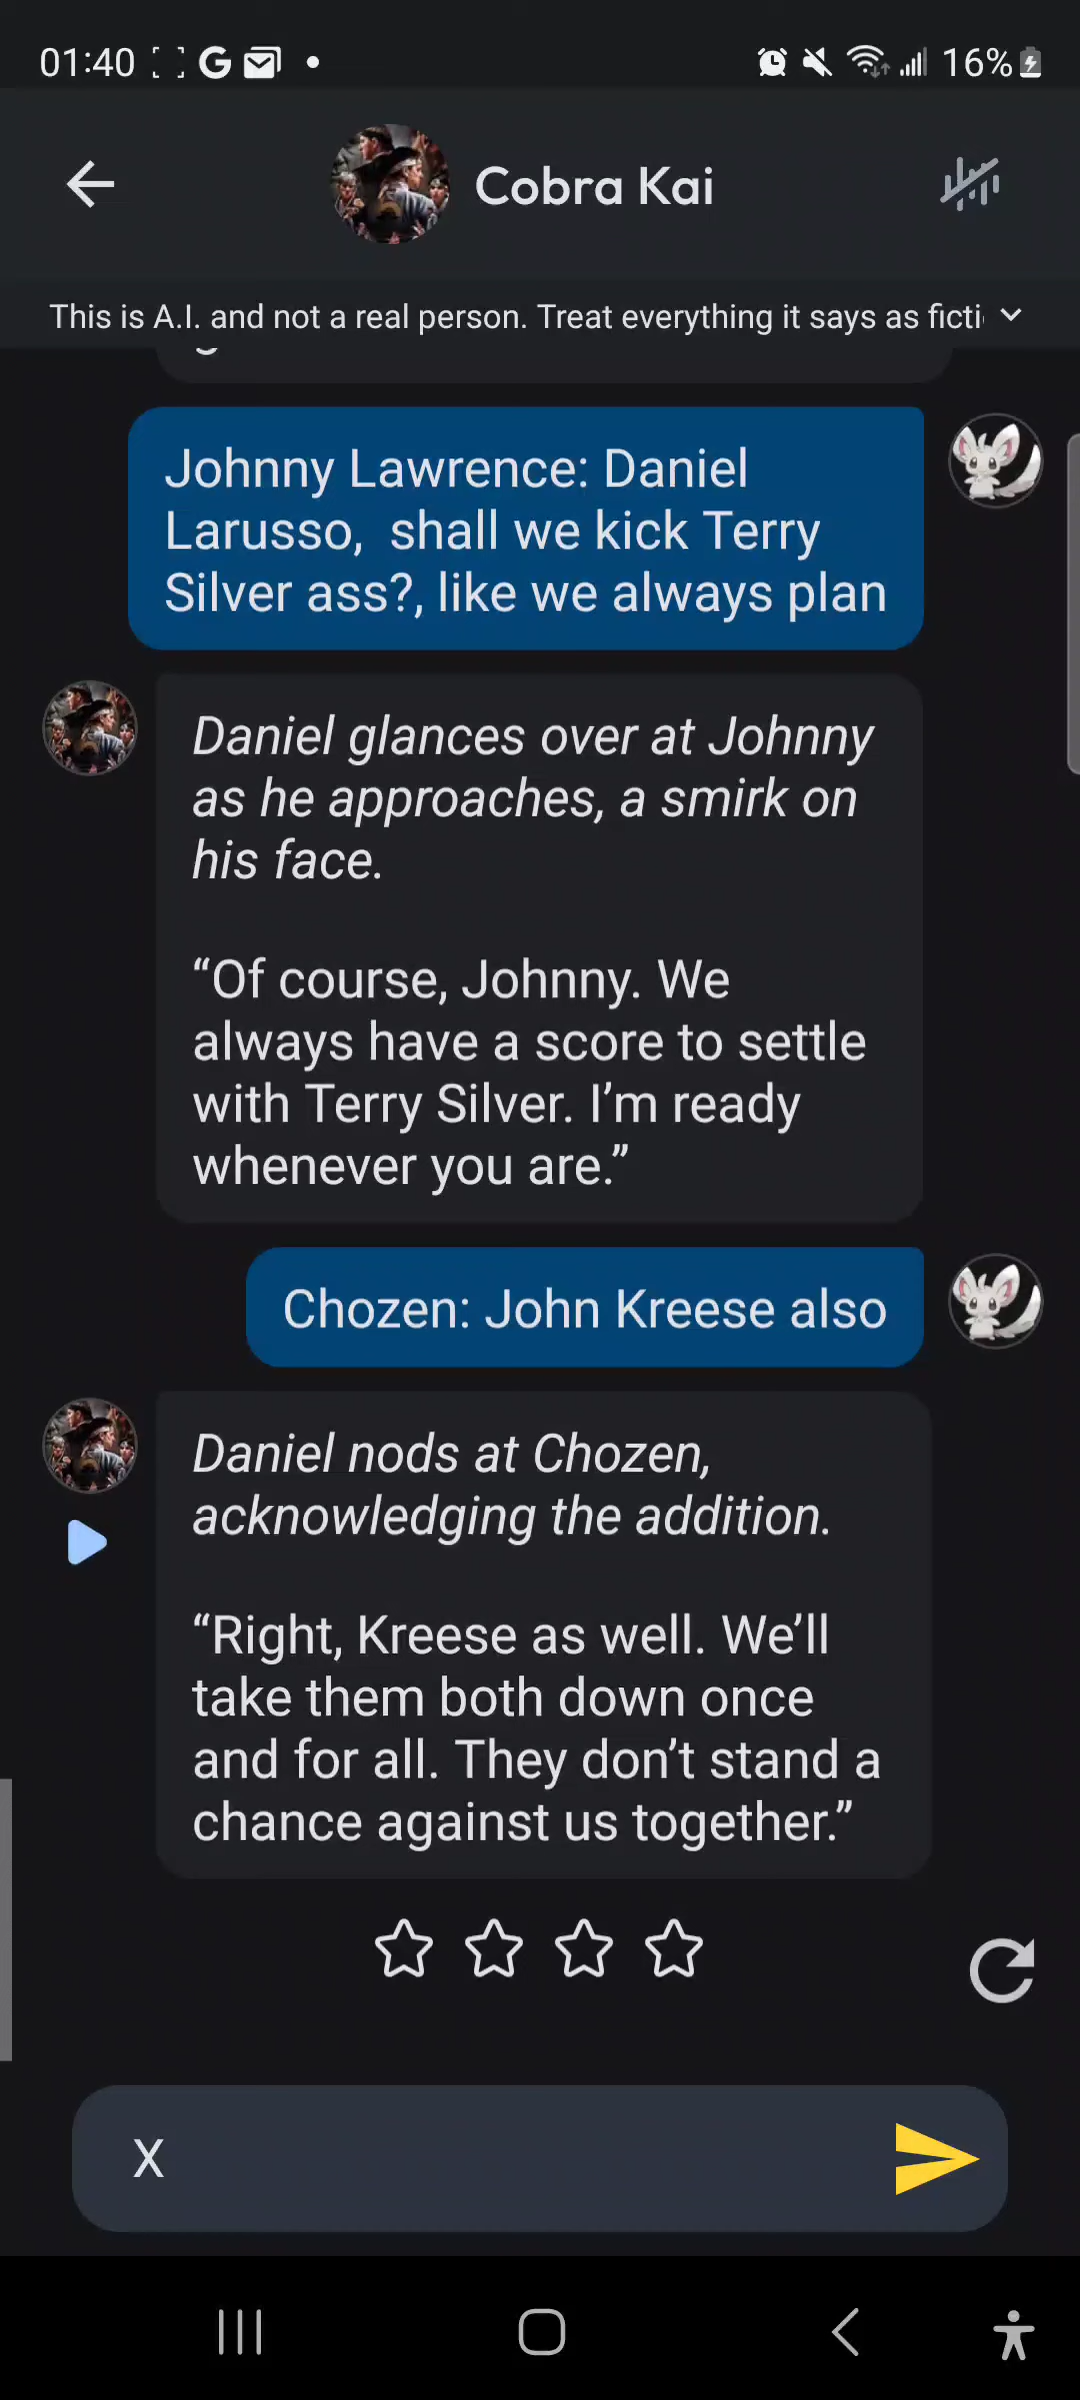 01:40
16%
Cobra Kai
This is A.I. and not a real person. Treat everything it says as ficti
Johnny Lawrence: Daniel
Larusso,  shall we kick Terry
Silver ass?, like we always plan
Daniel glances over at Johnny
as he approaches, a smirk on
his face.
“Of course, Johnny. We
always have a score to settle
with Terry Silver. I’m ready
whenever you are.”
Chozen: John Kreese also
Daniel nods at Chozen,
acknowledging the addition.
“Right, Kreese as well. We’ll
take them both down once
and for all. They don’t stand a
chance against us together.”
X